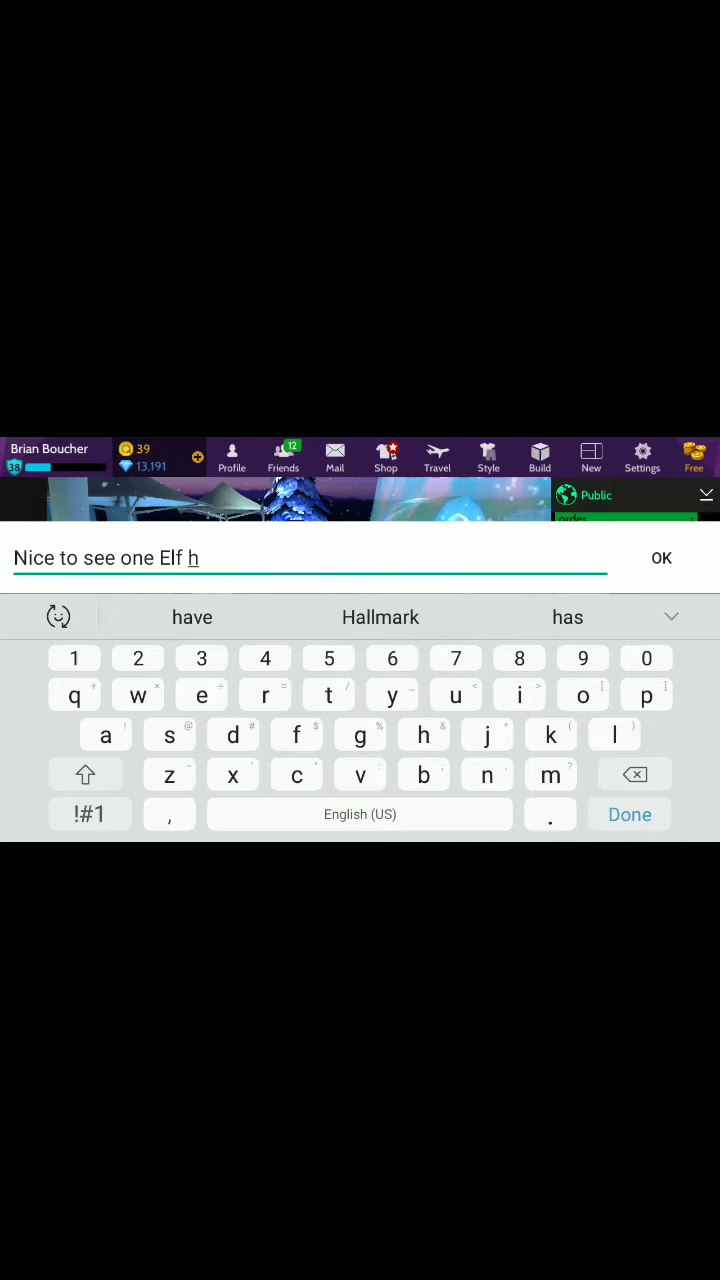 Brian Boucher
38
39
13,191
12
Profile
Friends
Mail
Shop
Travel
Style
Build
New
Settings
Free
Public
order
Nice to see one Elf h
OK
have Hallmark has
1 2 3 4 5 6 7 8 9 0
q w e r t y u i o p
a s d f g h j k l
z x c v b n m
!#1 , English (US) . Done